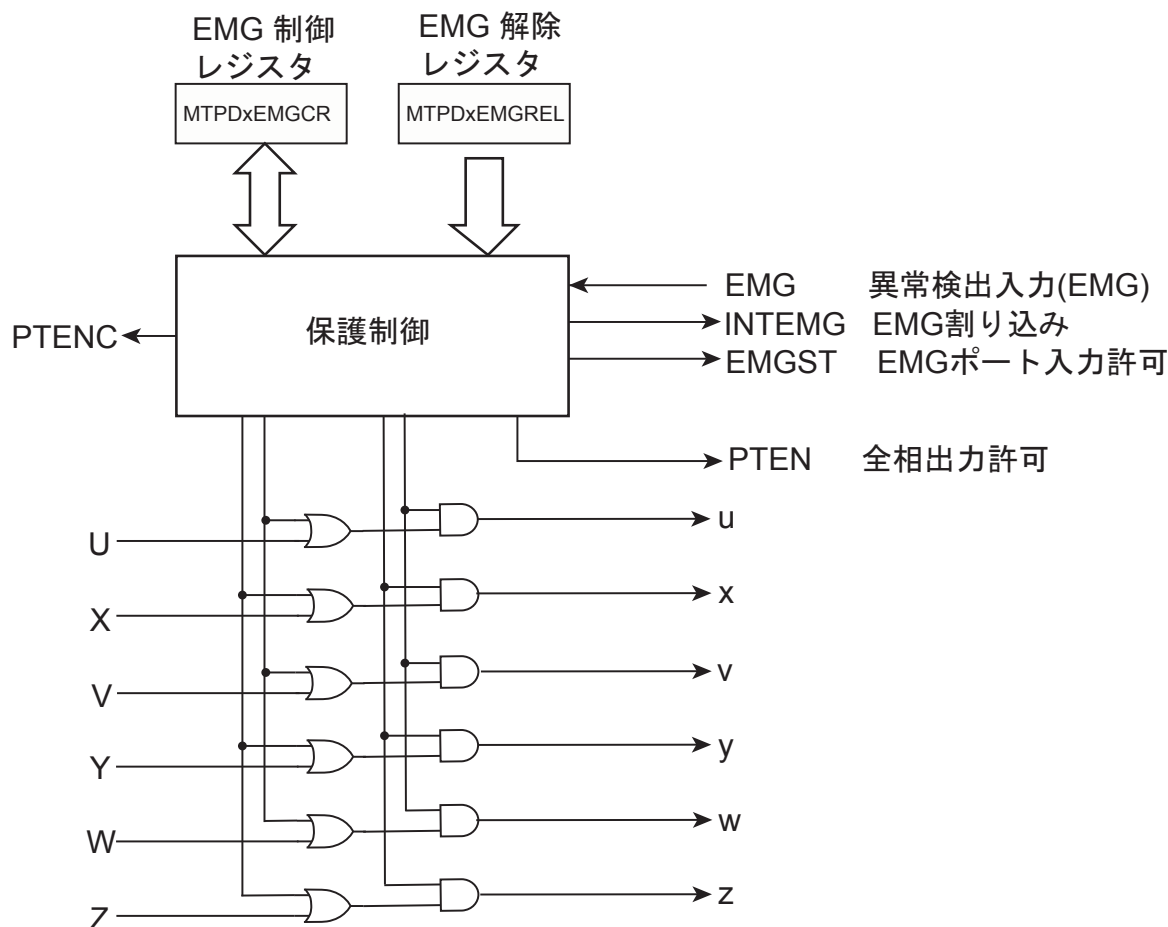 EMG 制御
レジスタ
EMG 解除
レジスタ
MTPDxEMGCR
MTPDxEMGREL
保護制御
PTENC
EMG 異常検出入力(EMG)
INTEMG EMG割り込み
EMGST EMGポート入力許可
PTEN 全相出力許可
U
u
X
x
V
v
Y
y
W
w
Z
z